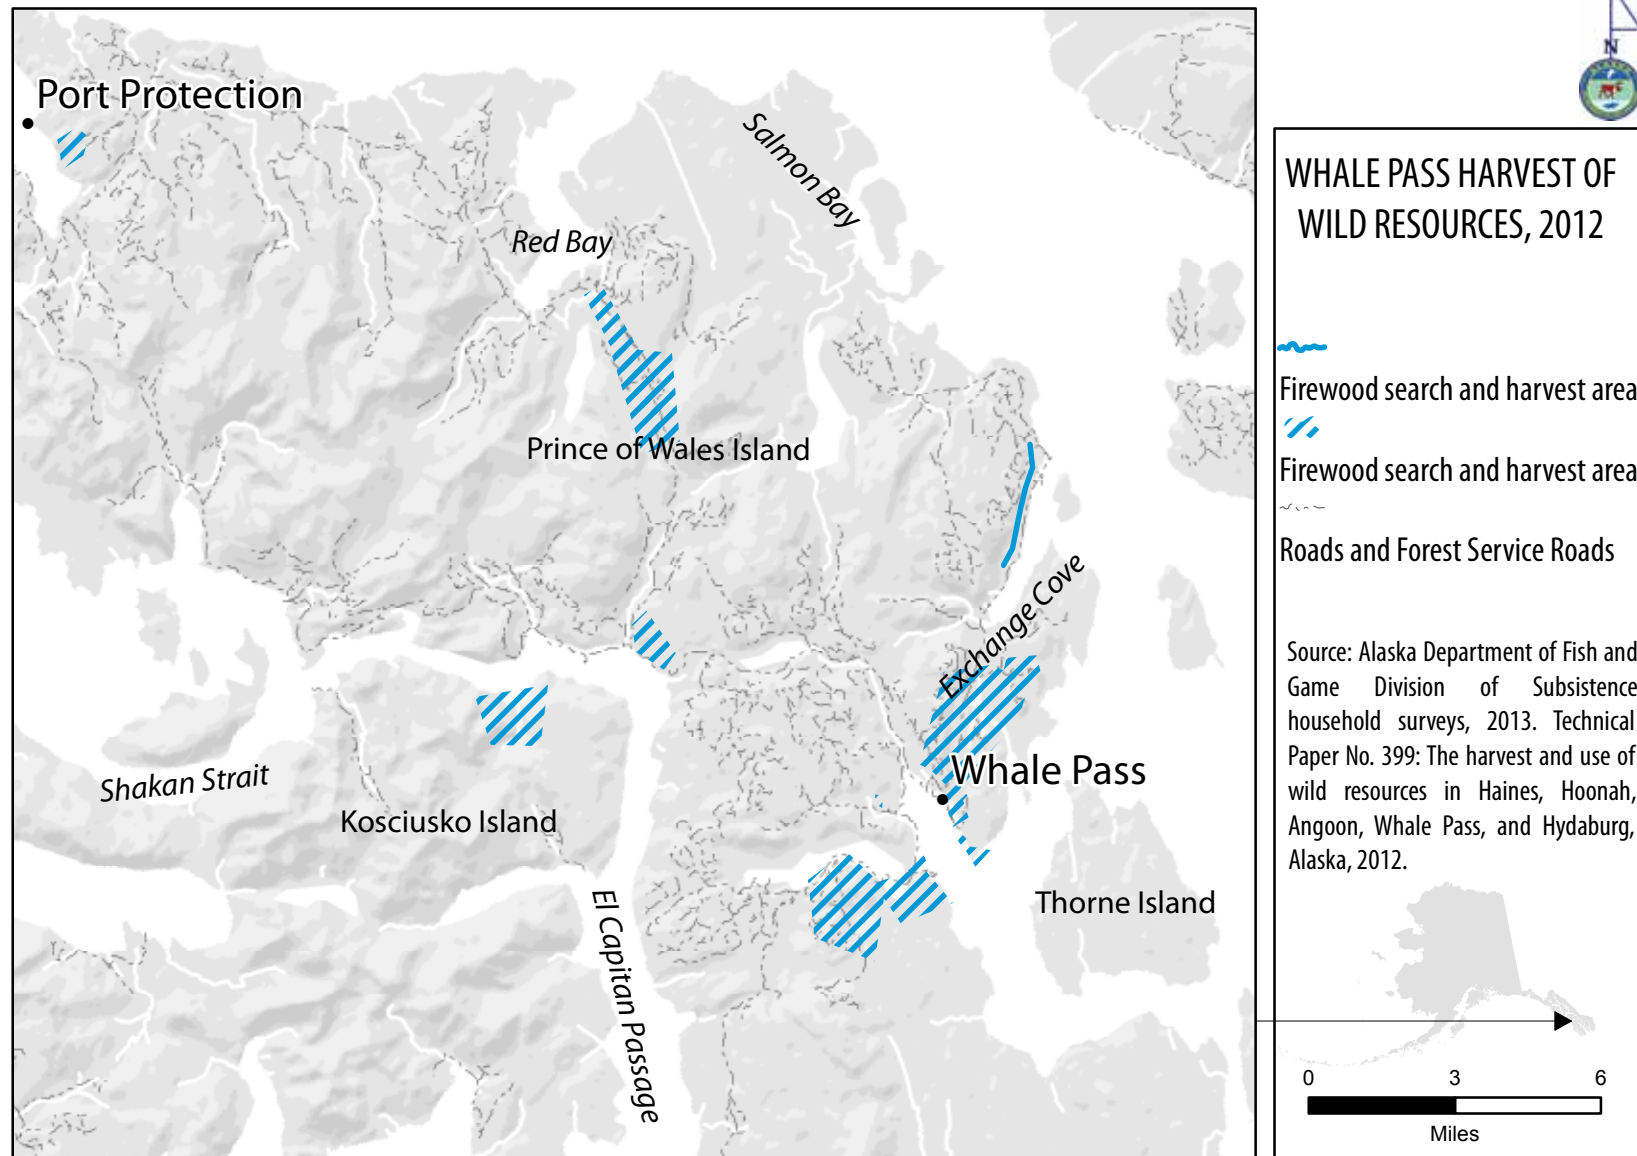 Port Protection
Salmon Bay
Red Bay
Prince of Wales Island
Exchange Cove
Whale Pass
Shakan Strait
Kosciusko Island
El Capitan Passage
Thorne Island
N
WHALE PASS HARVEST OF
WILD RESOURCES, 2012
Firewood search and harvest area
Firewood search and harvest area
Roads and Forest Service Roads
Source: Alaska Department of Fish and
Game Division of Subsistence
household surveys, 2013. Technical
Paper No. 399: The harvest and use of
wild resources in Haines, Hoonah,
Angoon, Whale Pass, and Hydaburg,
Alaska, 2012.
0 3 6
Miles